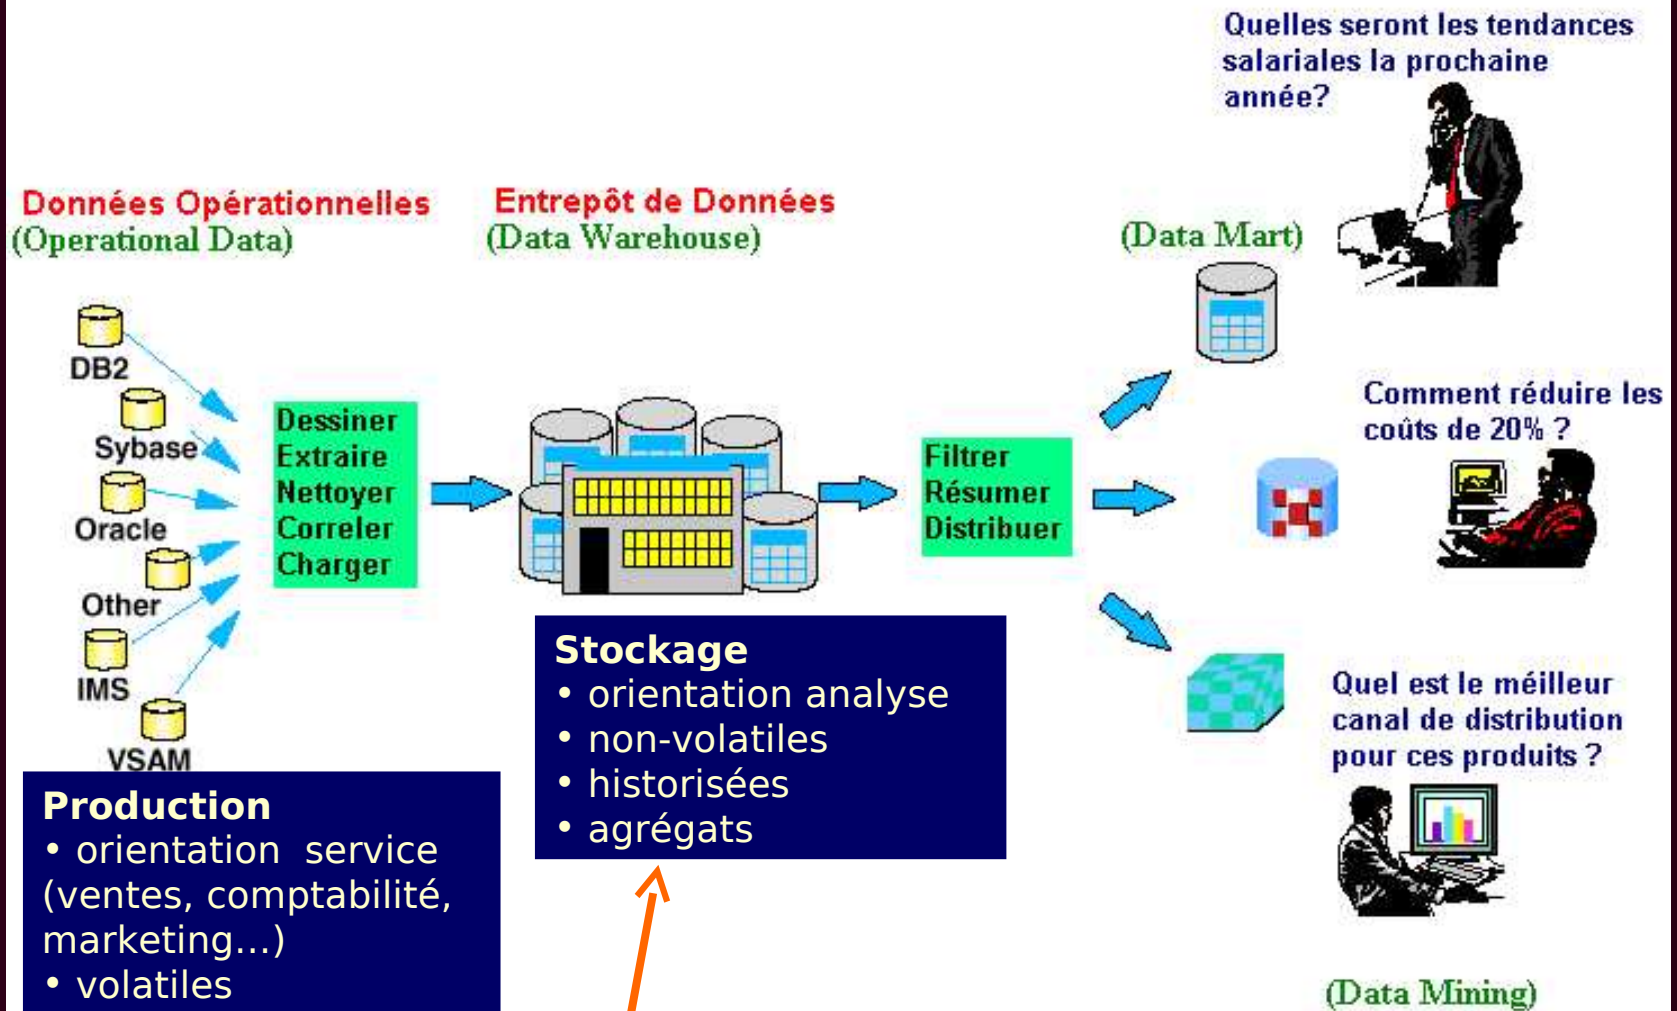 Quelles seront les tendances
salariales la prochaine
année?
Données Opérationnelles
(Operational Data)
Entrepôt de Données
(Data Warehouse)
(Data Mart)
DB2
Sybase
Oracle
Other
IMS
VSAM
Dessiner
Extraire
Nettoyer
Correler
Charger
Filtrer
Résumer
Distribuer
Comment réduire les
coûts de 20% ?
Quel est le méilleur
canal de distribution
pour ces produits ?
Stockage
• orientation analyse
• non-volatiles
• historisées
• agrégats
Production
• orientation service
(ventes, comptabilité,
marketing...)
• volatiles
(Data Mining)